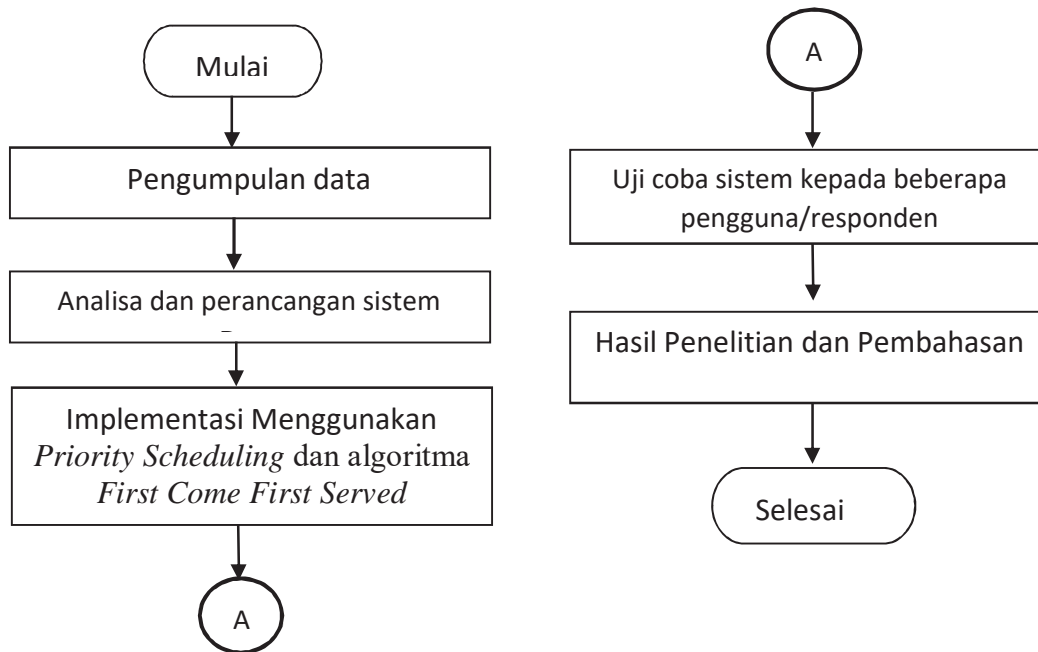 Mulai
Pengumpulan data
Analisa dan perancangan sistem
Implementasi Menggunakan
Priority Scheduling dan algoritma
First Come First Served
A
A
Uji coba sistem kepada beberapa
pengguna/responden
Hasil Penelitian dan Pembahasan
Selesai